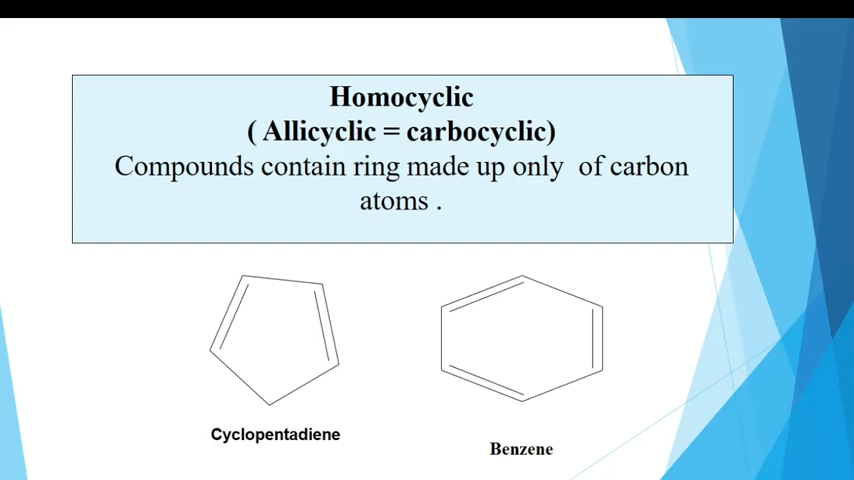 Homocyclic
( Allicyclic = carbocyclic)
Compounds contain ring made up only of carbon
atoms .
Cyclopentadiene
Benzene